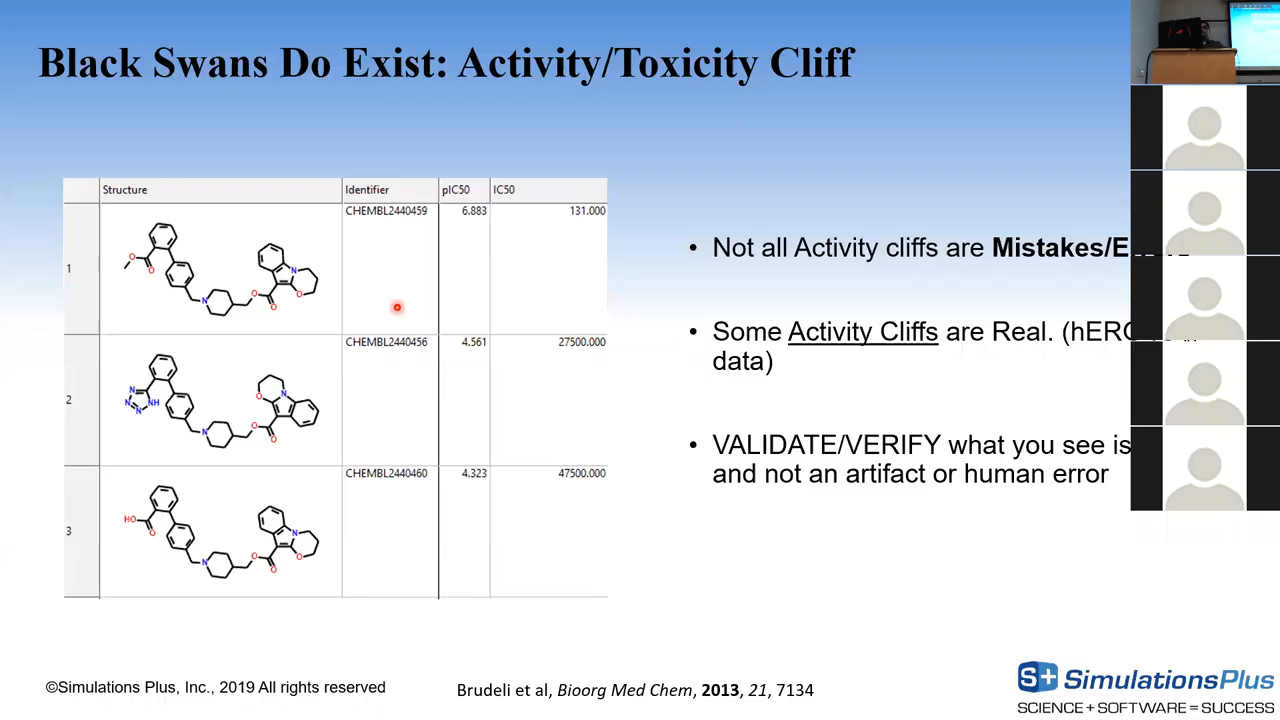 Black Swans Do Exist: Activity/Toxicity Cliff
Structure Identifier pIC50 IC50
1 CHEMBL2440459 6.883 131.000
2 CHEMBL2440456 4.561 27500.000
3 CHEMBL2440460 4.323 47500.000
O
O
N
O
O
N
O
N
N
N
NH
N
O
O
O
N
HO
O
N
O
O
N
O
• Not all Activity cliffs are Mistakes/E
• Some Activity Cliffs are Real. (hERG
data)
• VALIDATE/VERIFY what you see is
and not an artifact or human error
©Simulations Plus, Inc., 2019 All rights reserved
Brudeli et al, Bioorg Med Chem, 2013, 21, 7134
S+ SimulationsPlus
SCIENCE + SOFTWARE = SUCCESS